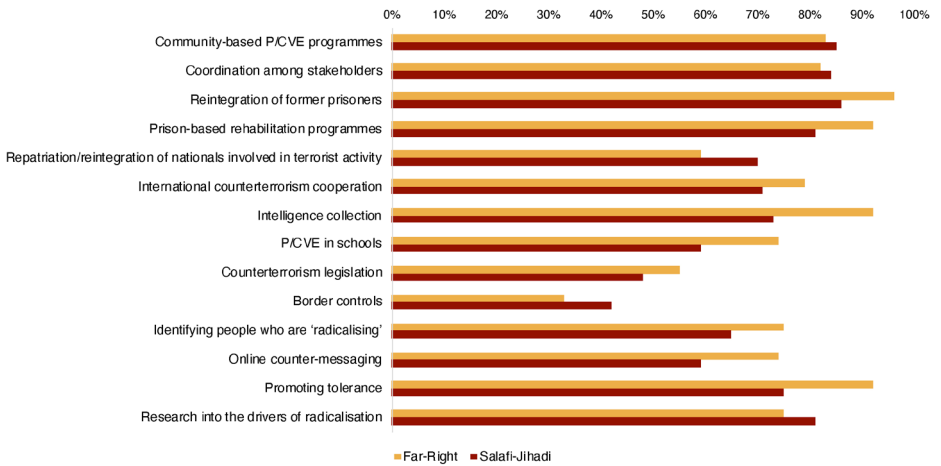 0% 10% 20% 30% 40% 50% 60% 70% 80% 90% 100%
Community-based P/CVE programmes
Coordination among stakeholders
Reintegration of former prisoners
Prison-based rehabilitation programmes
Repatriation/reintegration of nationals involved in terrorist activity
International counterterrorism cooperation
Intelligence collection
P/CVE in schools
Counterterrorism legislation
Border controls
Identifying people who are ‘radicalising’
Online counter-messaging
Promoting tolerance
Research into the drivers of radicalisation
Far-Right Salafi-Jihadi